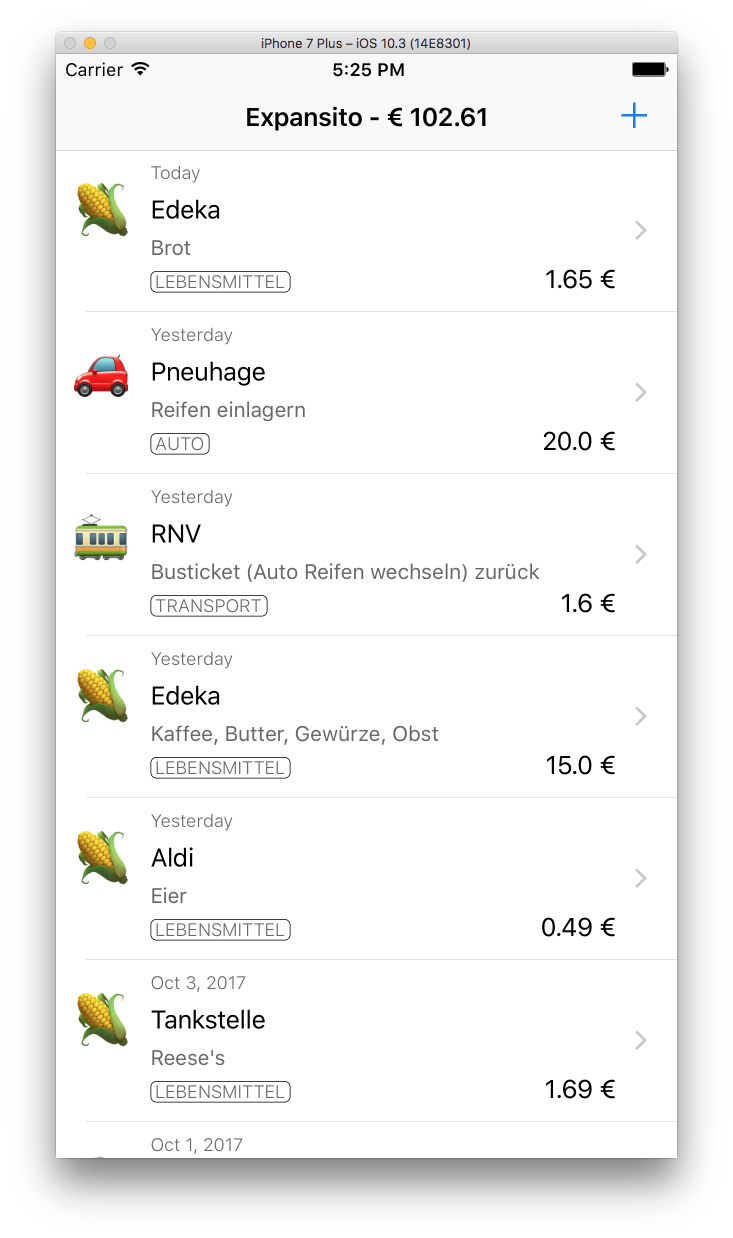 iPhone 7 Plus – iOS 10.3 (14E8301)
Carrier 5:25 PM
Expansito - € 102.61
Today
Edeka
Brot
LEBENSMITTEL 1.65 €
Yesterday
Pneuhage
Reifen einlagern
AUTO 20.0 €
Yesterday
RNV
Busticket (Auto Reifen wechseln) zurück
TRANSPORT 1.6 €
Yesterday
Edeka
Kaffee, Butter, Gewürze, Obst
LEBENSMITTEL 15.0 €
Yesterday
Aldi
Eier
LEBENSMITTEL 0.49 €
Oct 3, 2017
Tankstelle
Reese's
LEBENSMITTEL 1.69 €
Oct 1, 2017